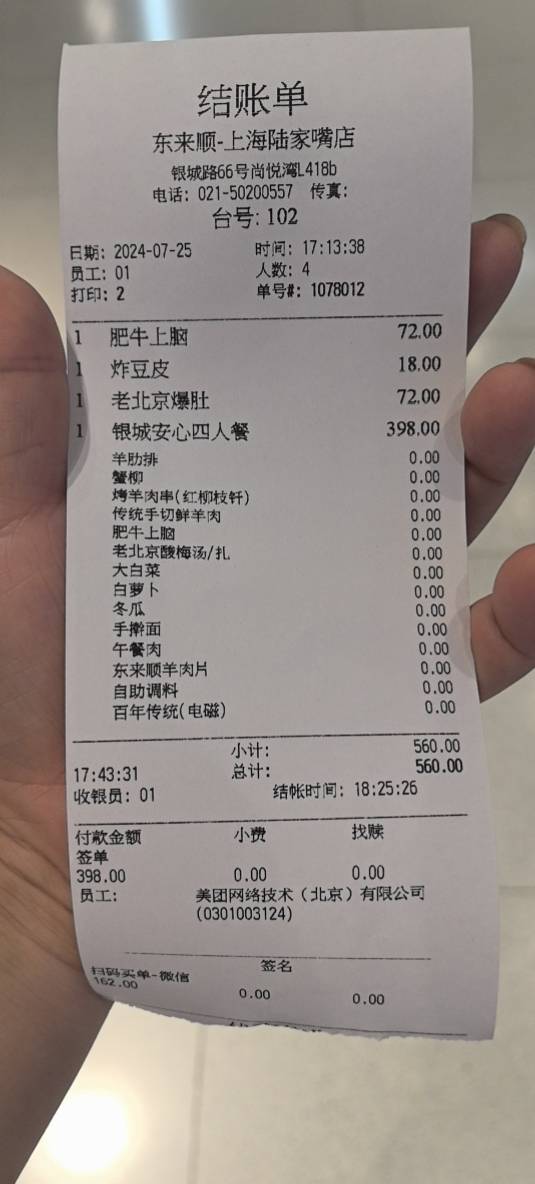 结账单
东来顺-上海陆家嘴店
银城路66号尚悦湾L418b
电话: 021-50200557 传真:
台号: 102
日期: 2024-07-25 时间: 17:13:38
员工: 01 人数: 4
打印: 2 单号#: 1078012
1 肥牛上脑 72.00
1 炸豆皮 18.00
1 老北京爆肚 72.00
1 银城安心四人餐 398.00
羊肋排 0.00
蟹柳 0.00
烤羊肉串(红柳枝钎) 0.00
传统手切鲜羊肉 0.00
肥牛上脑 0.00
老北京酸梅汤/扎 0.00
大白菜 0.00
白萝卜 0.00
冬瓜 0.00
手擀面 0.00
午餐肉 0.00
东来顺羊肉片 0.00
自助调料 0.00
百年传统(电磁) 0.00
小计: 560.00
17:43:31 总计: 560.00
收银员: 01 结帐时间: 18:25:26
付款金额 小费 找赎
签单
398.00 0.00 0.00
员工: 美团网络技术（北京）有限公司
(0301003124)
签名
扫码买单-微信
162.00 0.00 0.00